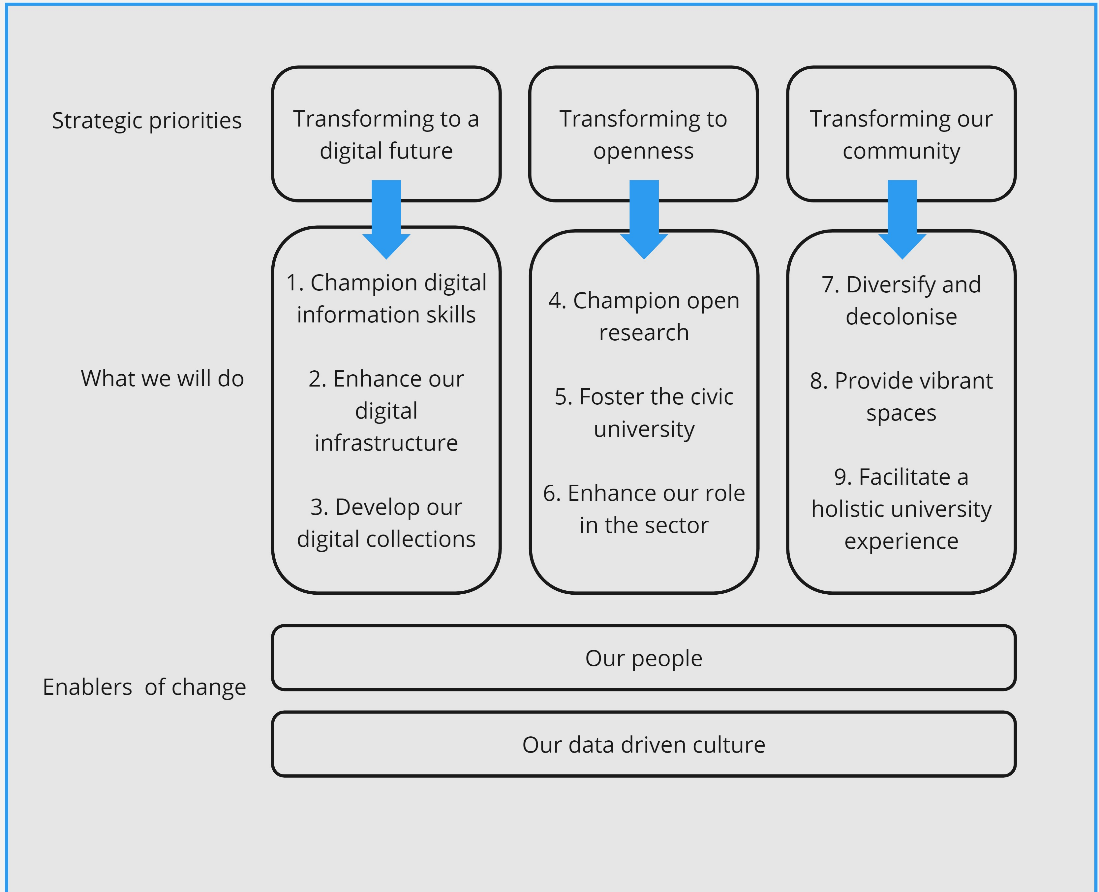 Strategic priorities
Transforming to a
digital future
Transforming to
openness
Transforming our
community
What we will do
1. Champion digital
information skills
2. Enhance our
digital
infrastructure
3. Develop our
digital collections
4. Champion open
research
5. Foster the civic
university
6. Enhance our role
in the sector
7. Diversify and
decolonise
8. Provide vibrant
spaces
9. Facilitate a
holistic university
experience
Enablers  of change
Our people
Our data driven culture